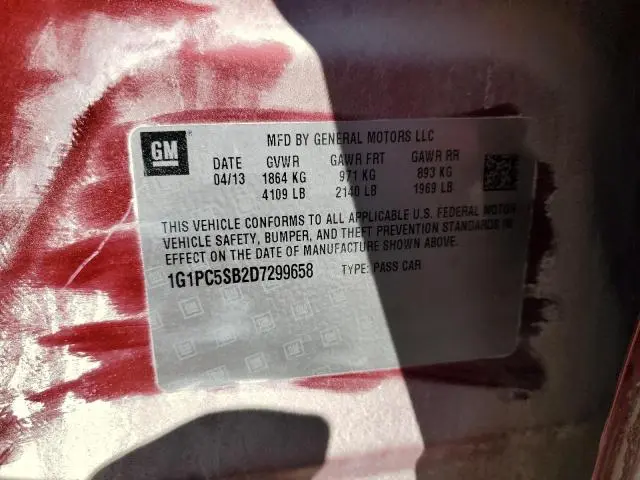 GM
MFD BY GENERAL MOTORS LLC
DATE GVWR GAWR FRT GAWR RR
04/13 1864 KG 971 KG 893 KG
4109 LB 2140 LB 1969 LB
THIS VEHICLE CONFORMS TO ALL APPLICABLE U.S. FEDERAL MOTOR
VEHICLE SAFETY, BUMPER, AND THEFT PREVENTION STANDARDS IN
EFFECT ON THE DATE OF MANUFACTURE SHOWN ABOVE.
1G1PC5SB2D7299658 TYPE: PASS CAR